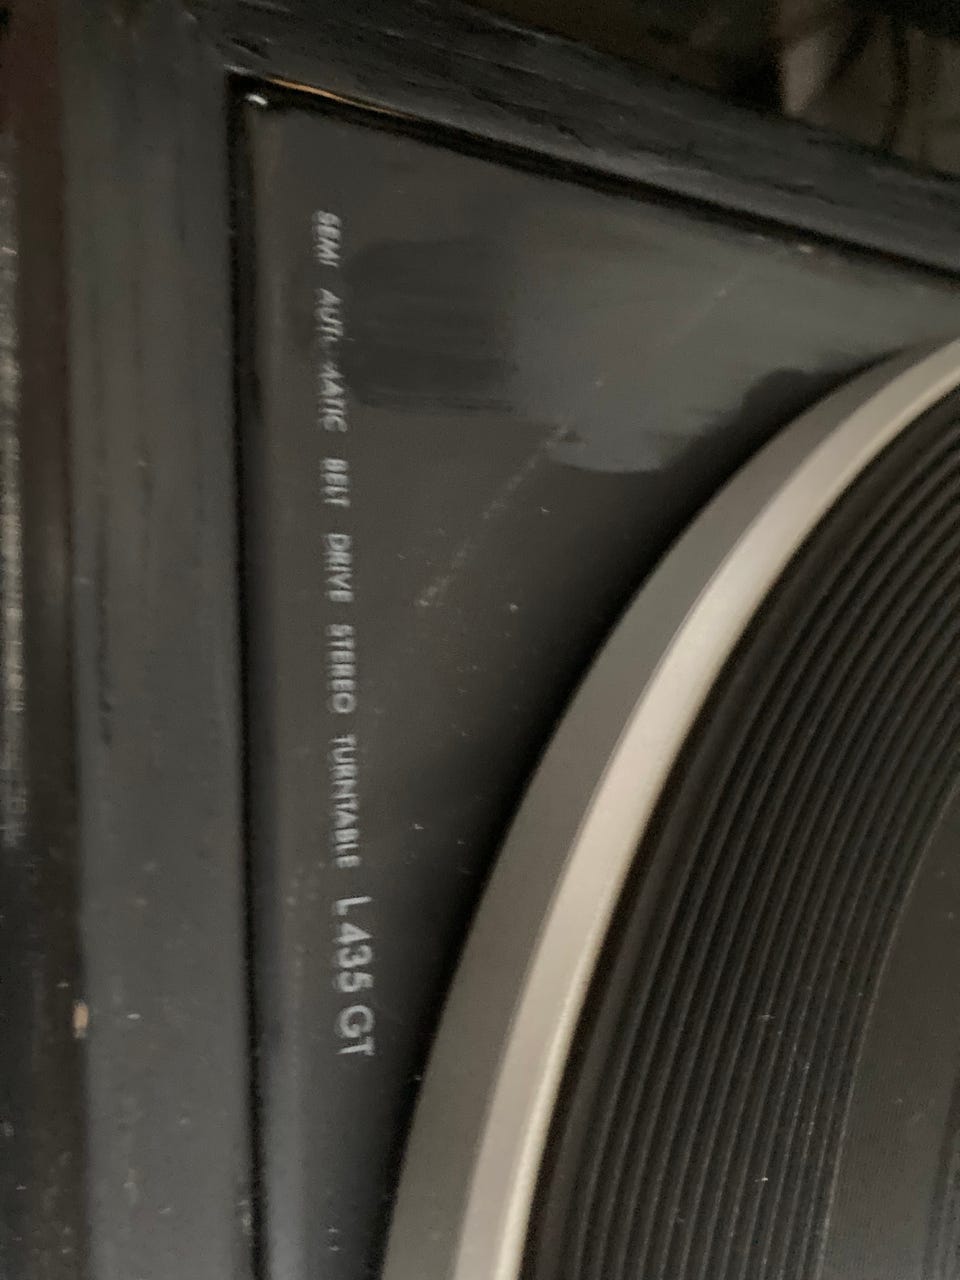 SEMI AUTOMATIC BELT DRIVE STEREO TURNTABLE L435 GT